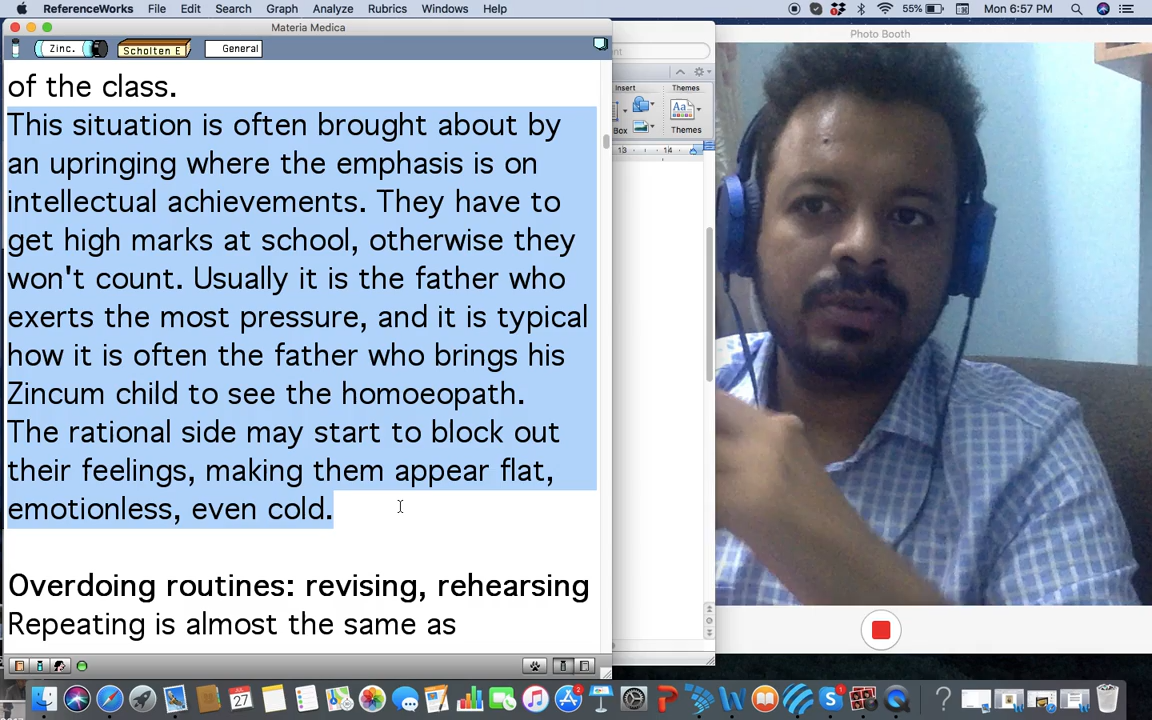 ReferenceWorks File Edit Search Graph Analyze Rubrics Windows Help
55% Mon 6:57 PM
Materia Medica
Photo Booth
Zinc. Scholten E General
nsert Themes
Aa
Box Themes
13 14
of the class.
This situation is often brought about by
an upringing where the emphasis is on
intellectual achievements. They have to
get high marks at school, otherwise they
won't count. Usually it is the father who
exerts the most pressure, and it is typical
how it is often the father who brings his
Zincum child to see the homoeopath.
The rational side may start to block out
their feelings, making them appear flat,
emotionless, even cold.
Overdoing routines: revising, rehearsing
Repeating is almost the same as